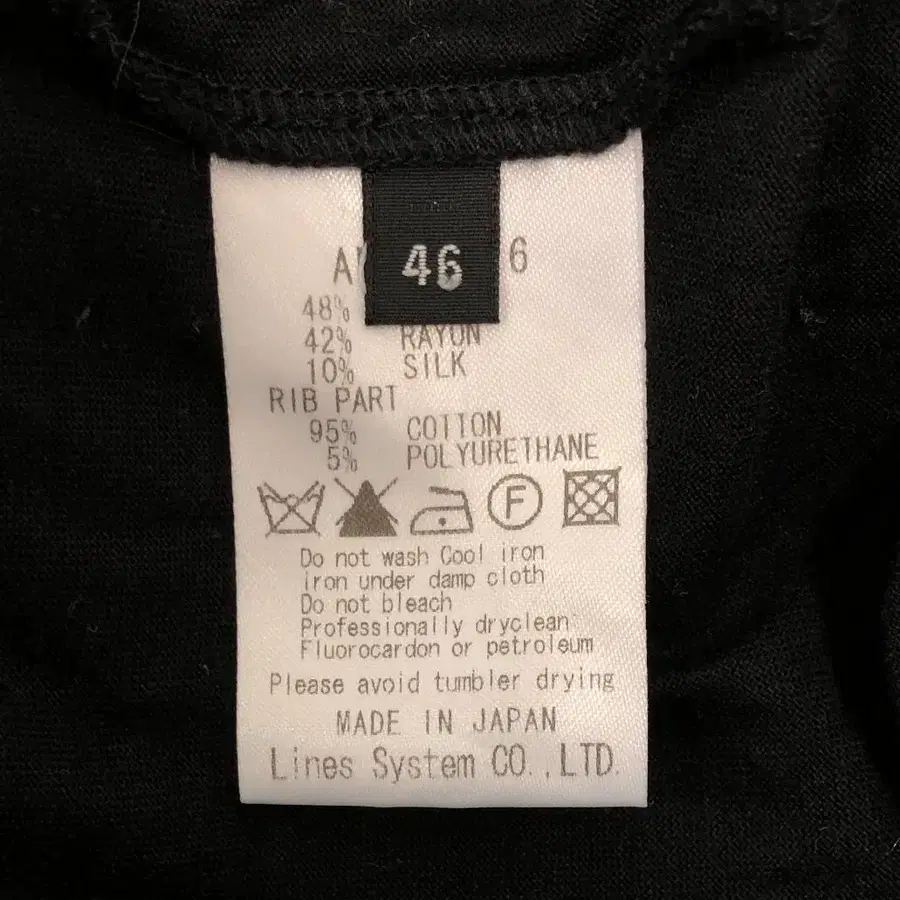 46
6
48%
42% RAYON
10% SILK
RIB PART
95% COTTON
5% POLYURETHANE
F
Do not wash Cool iron
iron under damp cloth
Do not bleach
Professionally dryclean
Fluorocardon or petroleum
Please avoid tumbler drying
MADE IN JAPAN
Lines System CO.,LTD.